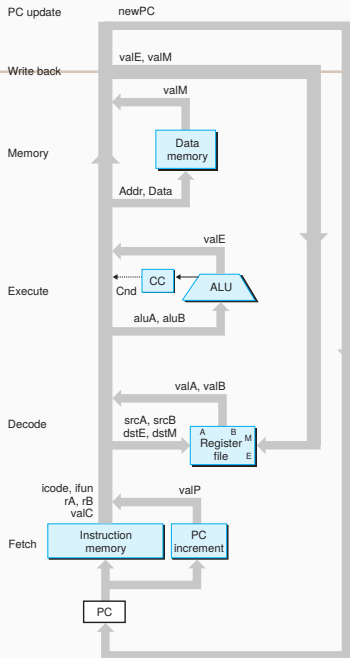 PC update
newPC
valE, valM
Write back
valM
Data
memory
Memory
Addr, Data
valE
CC
ALU
Cnd
Execute
aluA, aluB
valA, valB
srcA, srcB
dstE, dstM
Decode
A B
M
Register
file
E
icode, ifun
rA, rB
valC
valP
Fetch
Instruction
memory
PC
increment
PC